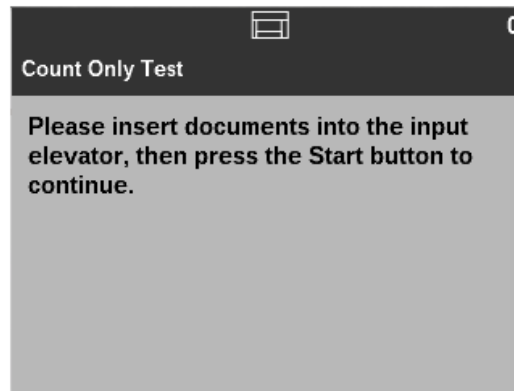 Count Only Test
Please insert documents into the input
elevator, then press the Start button to
continue.